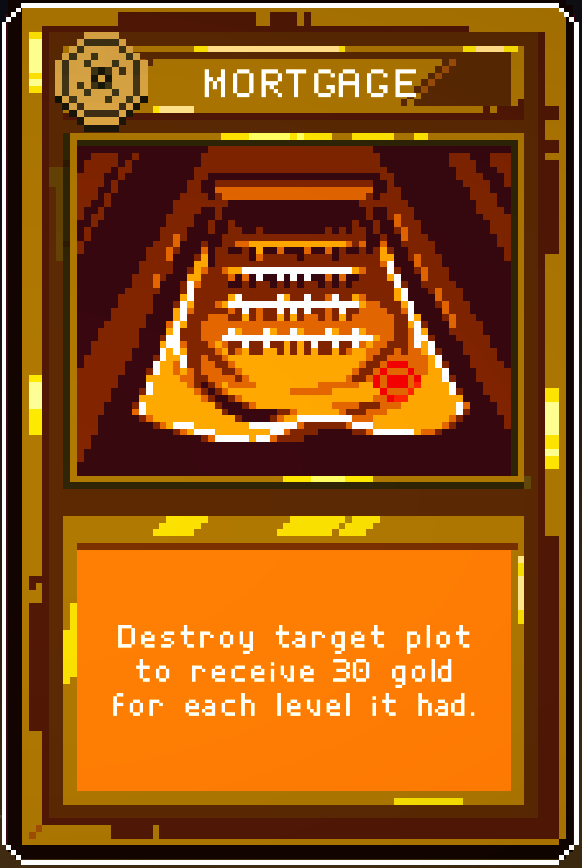 MORTGAGE
Destroy target plot
to receive 30 gold
for each level it had.